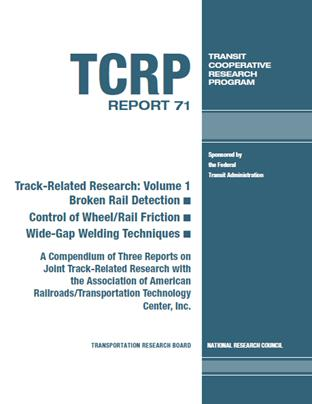 TCRP
REPORT 71
TRANSIT
COOPERATIVE
RESEARCH
PROGRAM
Sponsored by
the Federal
Transit Administration
Track-Related Research: Volume 1
Broken Rail Detection ■
Control of Wheel/Rail Friction ■
Wide-Gap Welding Techniques ■
A Compendium of Three Reports on
Joint Track-Related Research with
the Association of American
Railroads/Transportation Technology
Center, Inc.
TRANSPORTATION RESEARCH BOARD
NATIONAL RESEARCH COUNCIL